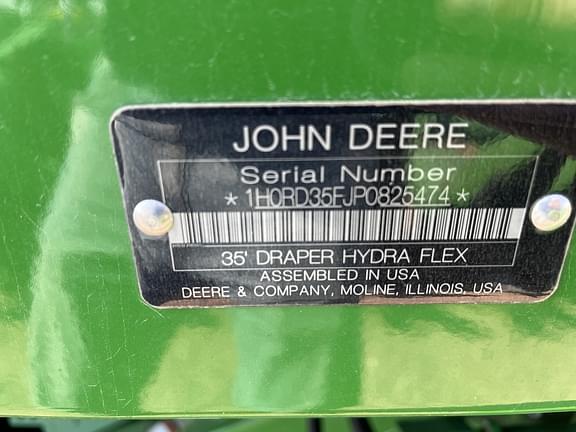 JOHN DEERE
Serial Number
*1H0RD35FJP0825474*
35' DRAPER HYDRA FLEX
ASSEMBLED IN USA
DEERE & COMPANY, MOLINE, ILLINOIS, USA